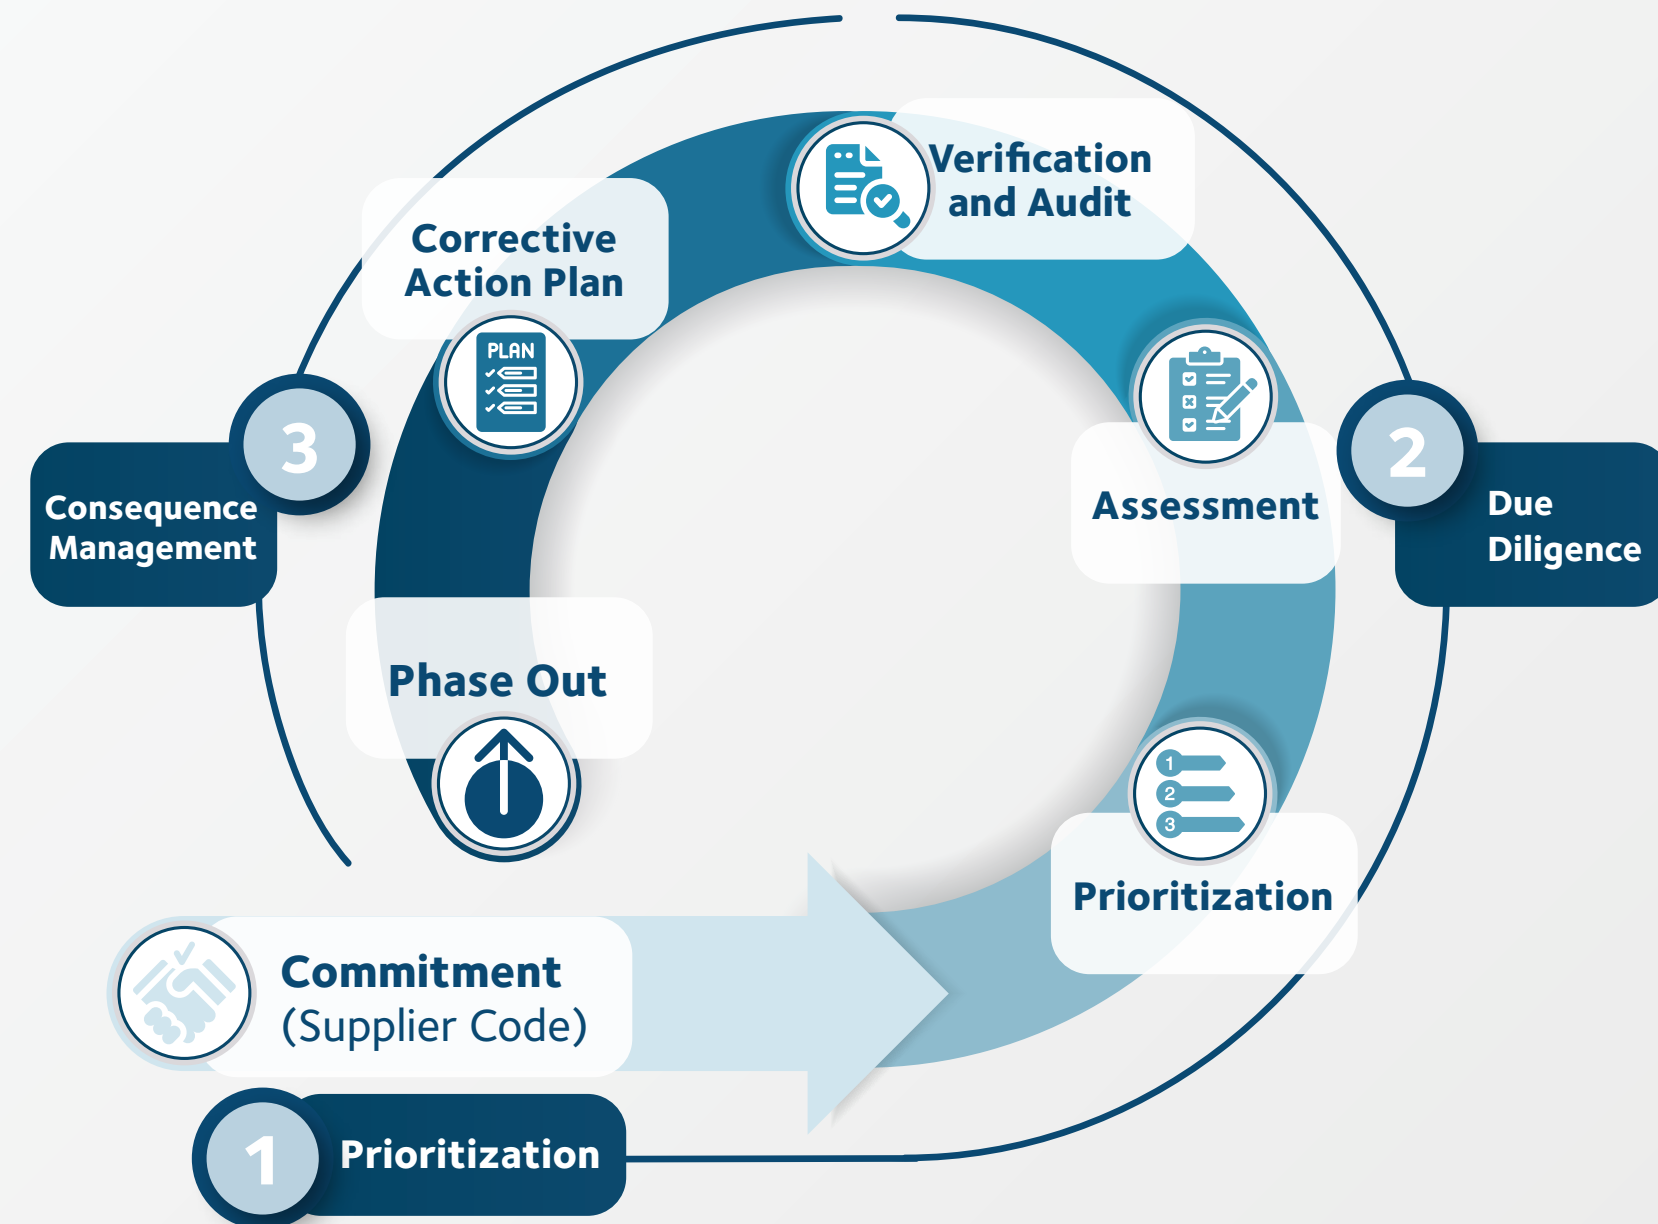 Verification
and Audit
Corrective
Action Plan
PLAN
3
Consequence
Management
2
Due
Diligence
Assessment
Phase Out
1
2
3
Prioritization
Commitment
(Supplier Code)
1
Prioritization